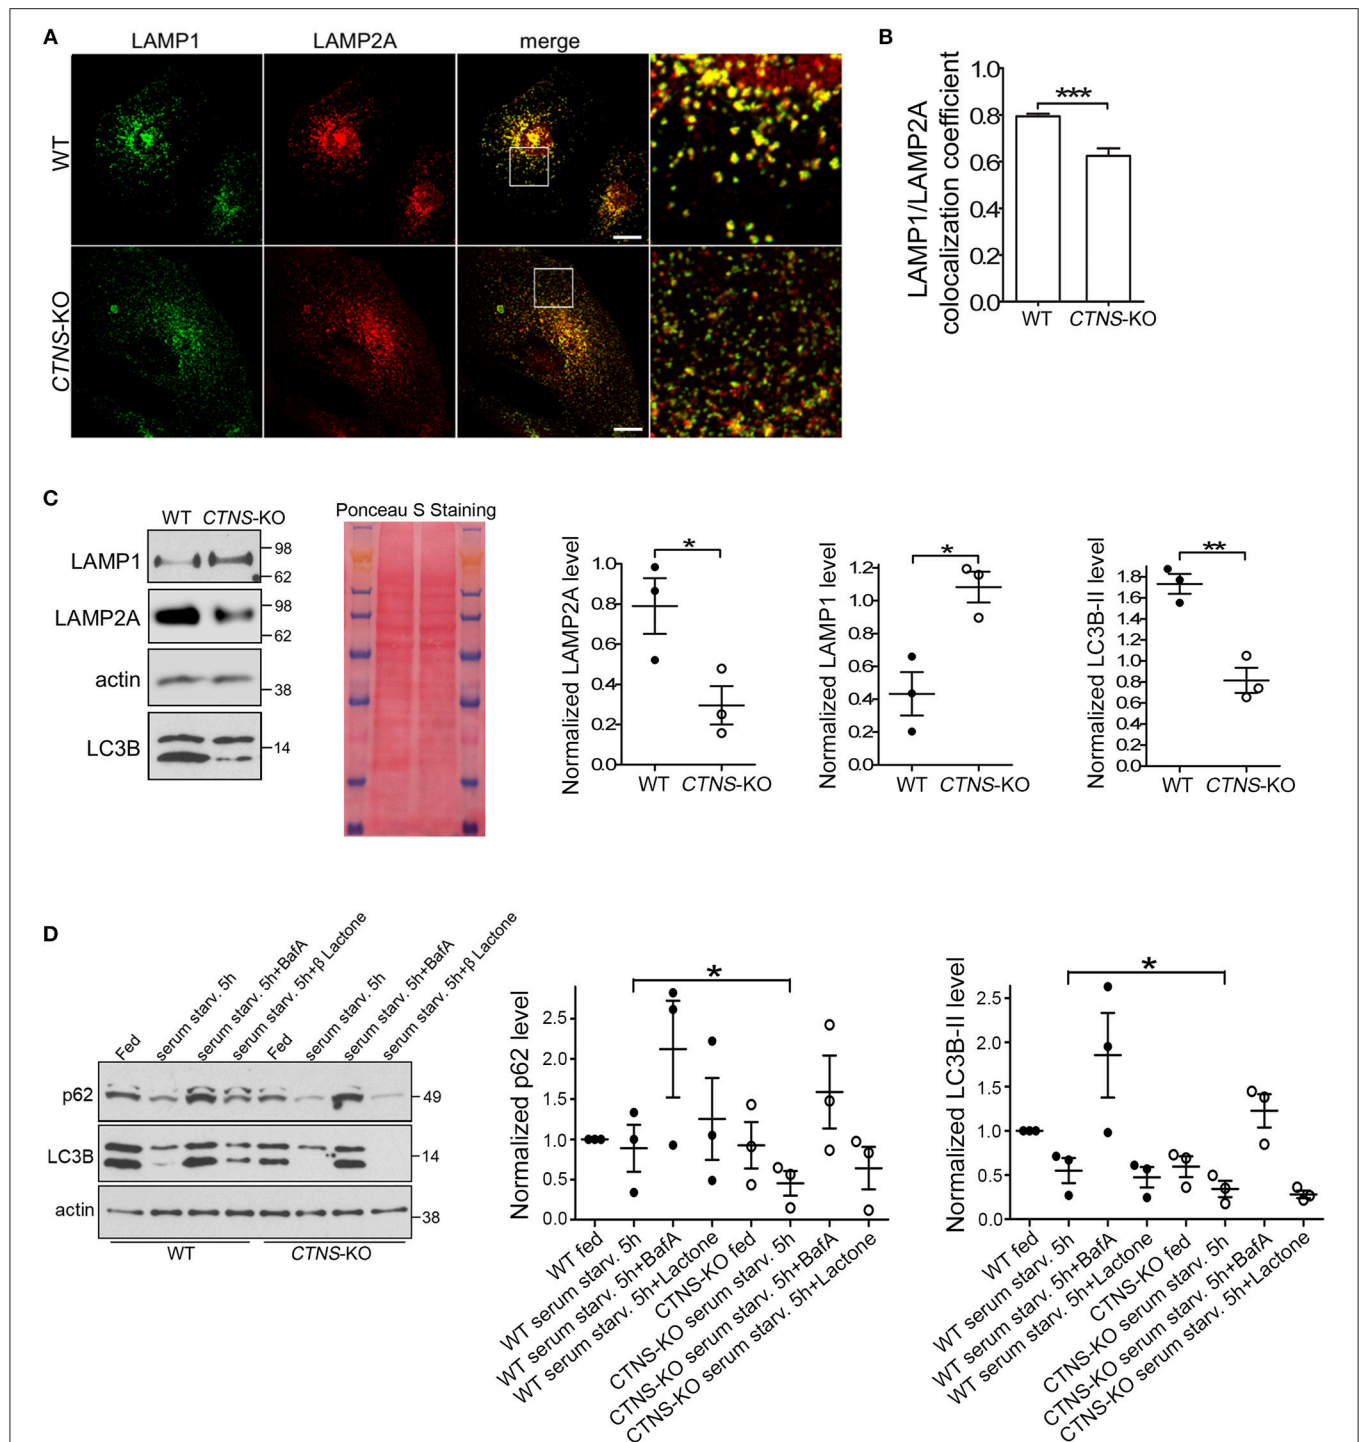 A
LAMP1 LAMP2A merge
WT
CTNS-KO
B
LAMP1/LAMP2A
colocalization coefficient
1.0
0.8
0.6
0.4
0.2
0.0
***
WT CTNS-KO
C
WT CTNS-KO
LAMP1
98
62
LAMP2A
98
62
actin
38
LC3B
14
Ponceau S Staining
Normalized LAMP2A level
1.0
0.8
0.6
0.4
0.2
0.0
*
WT CTNS-KO
Normalized LAMP1 level
1.20
1.0
0.8
0.6
0.4
0.2
0.0
*
WT CTNS-KO
Normalized LC3B-II level
1.8
1.6
1.4
1.2
1.0
0.8
0.6
0.4
0.2
0.0
**
WT CTNS-KO
D
Fed
serum starv. 5h
serum starv. 5h+BafA
serum starv. 5h+β Lactone
Fed
serum starv. 5h
serum starv. 5h+BafA
serum starv. 5h+β Lactone
p62
49
LC3B
14
actin
38
WT CTNS-KO
Normalized p62 level
2.5
2.0
1.5
1.0
0.5
0.0
*
WT fed
WT serum starv. 5h
WT serum starv. 5h+BafA
WT serum starv. 5h+Lactone
CTNS-KO fed
CTNS-KO serum starv. 5h
CTNS-KO serum starv. 5h+BafA
CTNS-KO serum starv. 5h+Lactone
Normalized LC3B-II level
2.5
2.0
1.5
1.0
0.5
0.0
*
WT fed
WT serum starv. 5h
WT serum starv. 5h+BafA
WT serum starv. 5h+Lactone
CTNS-KO fed
CTNS-KO serum starv. 5h
CTNS-KO serum starv. 5h+BafA
CTNS-KO serum starv. 5h+Lactone